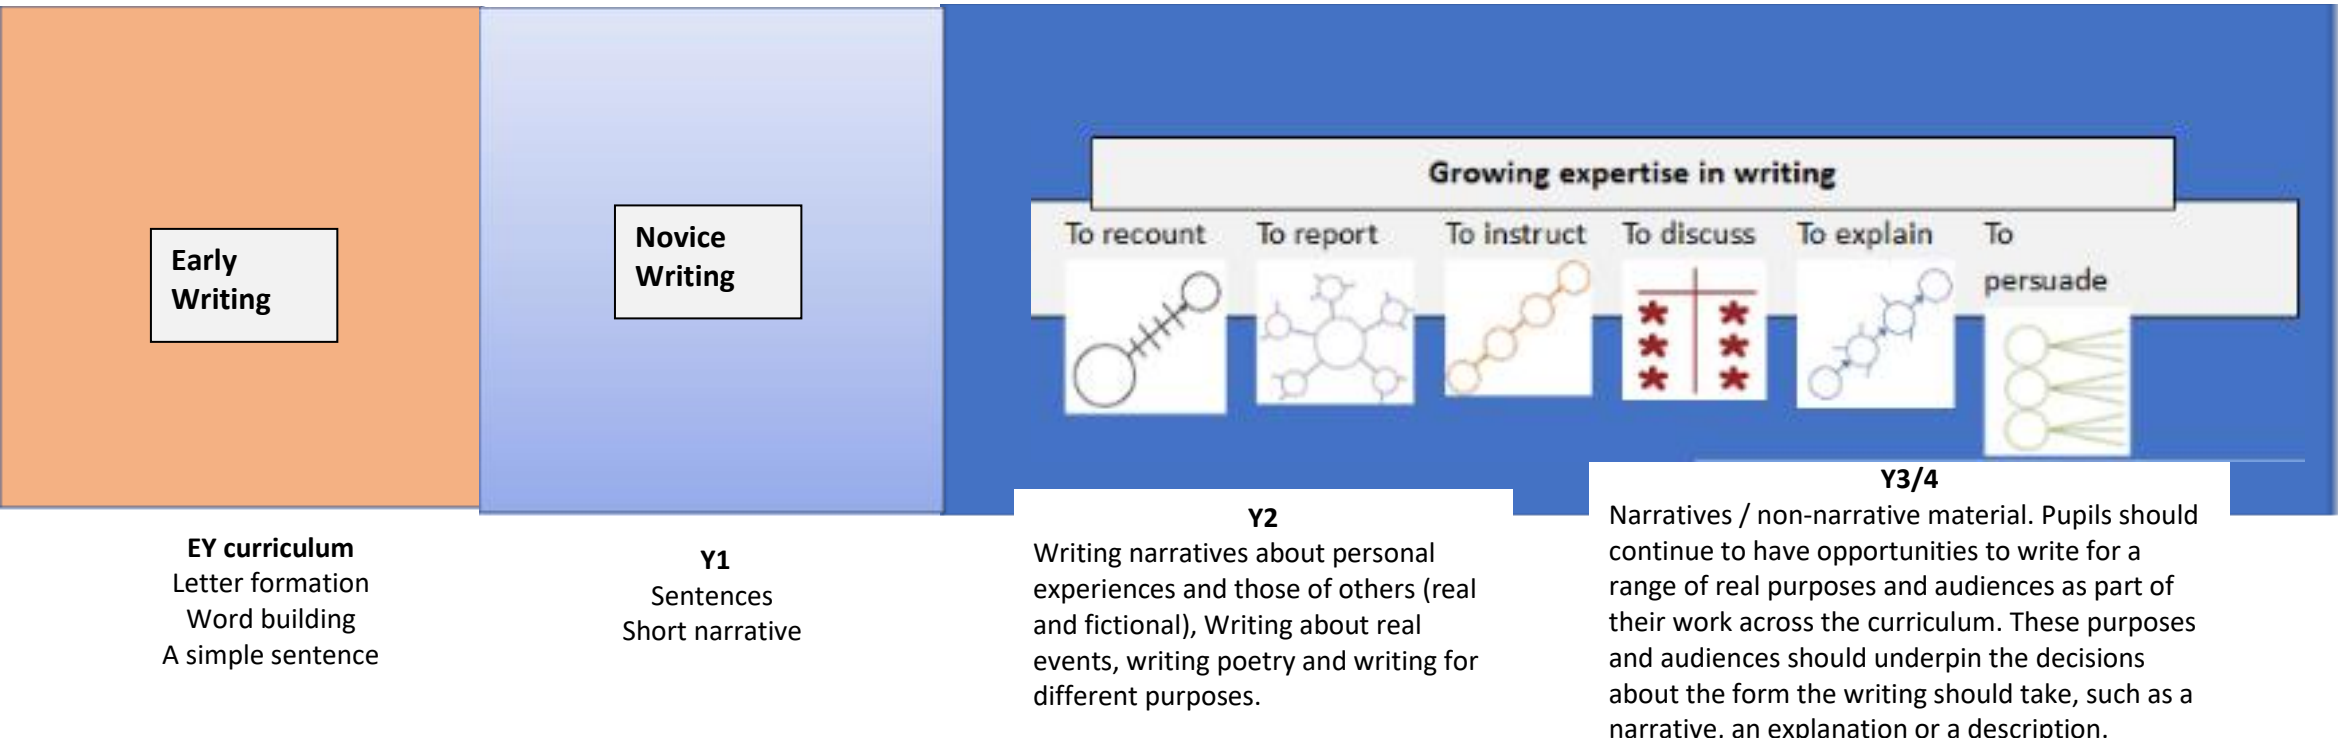 Early
Writing
Novice
Writing
Growing expertise in writing
To recount
To report
To instruct
To discuss
To explain
To
persuade
EY curriculum
Letter formation
Word building
A simple sentence
Y1
Sentences
Short narrative
Y2
Writing narratives about personal
experiences and those of others (real
and fictional), Writing about real
events, writing poetry and writing for
different purposes.
Y3/4
Narratives / non-narrative material. Pupils should
continue to have opportunities to write for a
range of real purposes and audiences as part of
their work across the curriculum. These purposes
and audiences should underpin the decisions
about the form the writing should take, such as a
narrative, an explanation or a description.